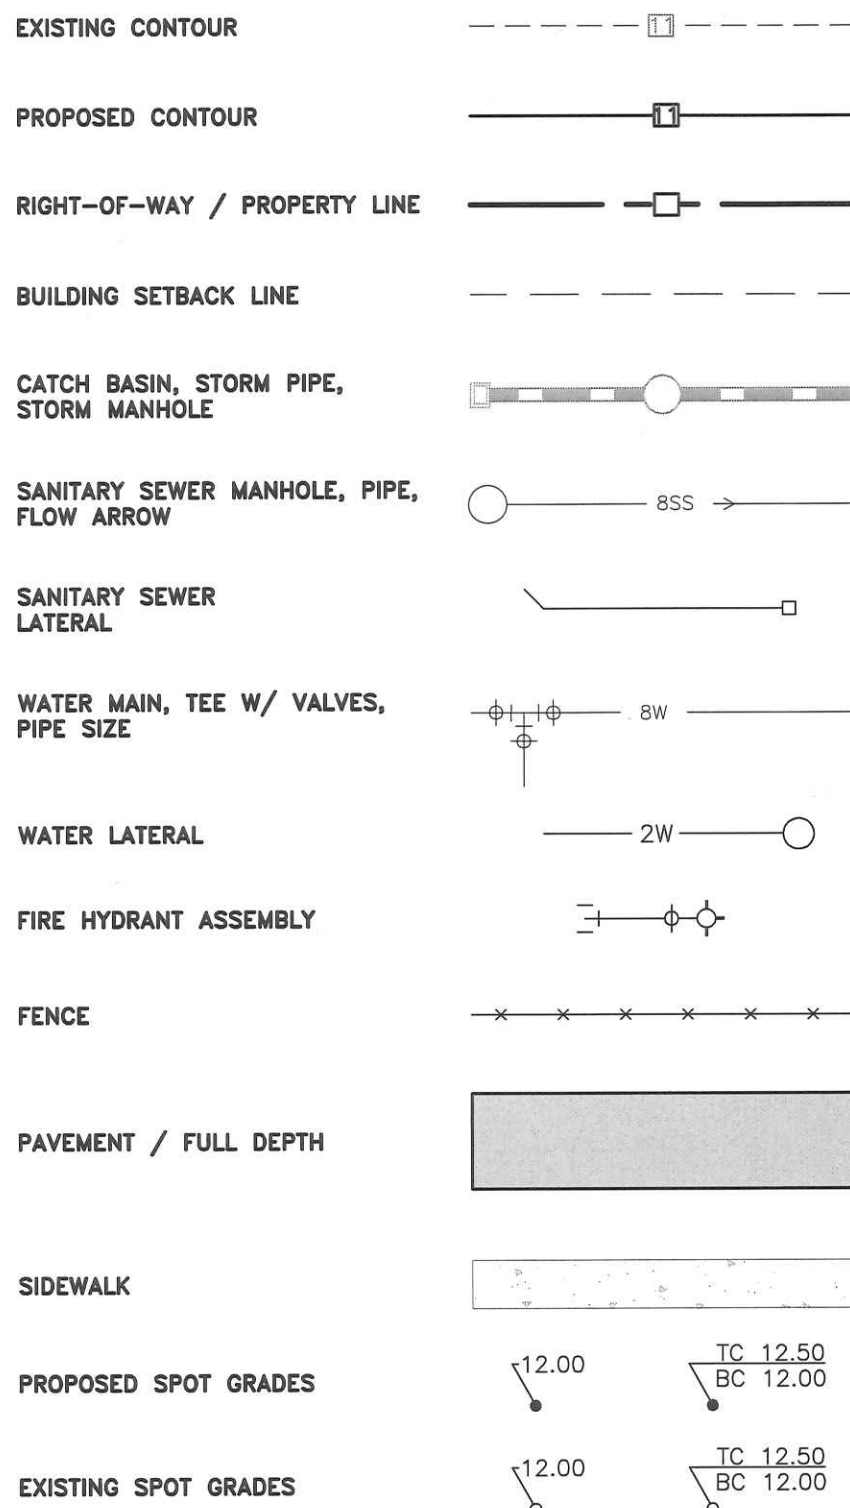 EXISTING CONTOUR
11
PROPOSED CONTOUR
11
RIGHT-OF-WAY / PROPERTY LINE
BUILDING SETBACK LINE
CATCH BASIN, STORM PIPE,
STORM MANHOLE
SANITARY SEWER MANHOLE, PIPE,
FLOW ARROW
8SS
SANITARY SEWER
LATERAL
WATER MAIN, TEE W/ VALVES,
PIPE SIZE
8W
WATER LATERAL
2W
FIRE HYDRANT ASSEMBLY
FENCE
PAVEMENT / FULL DEPTH
SIDEWALK
PROPOSED SPOT GRADES
12.00
TC 12.50
BC 12.00
EXISTING SPOT GRADES
12.00
TC 12.50
BC 12.00